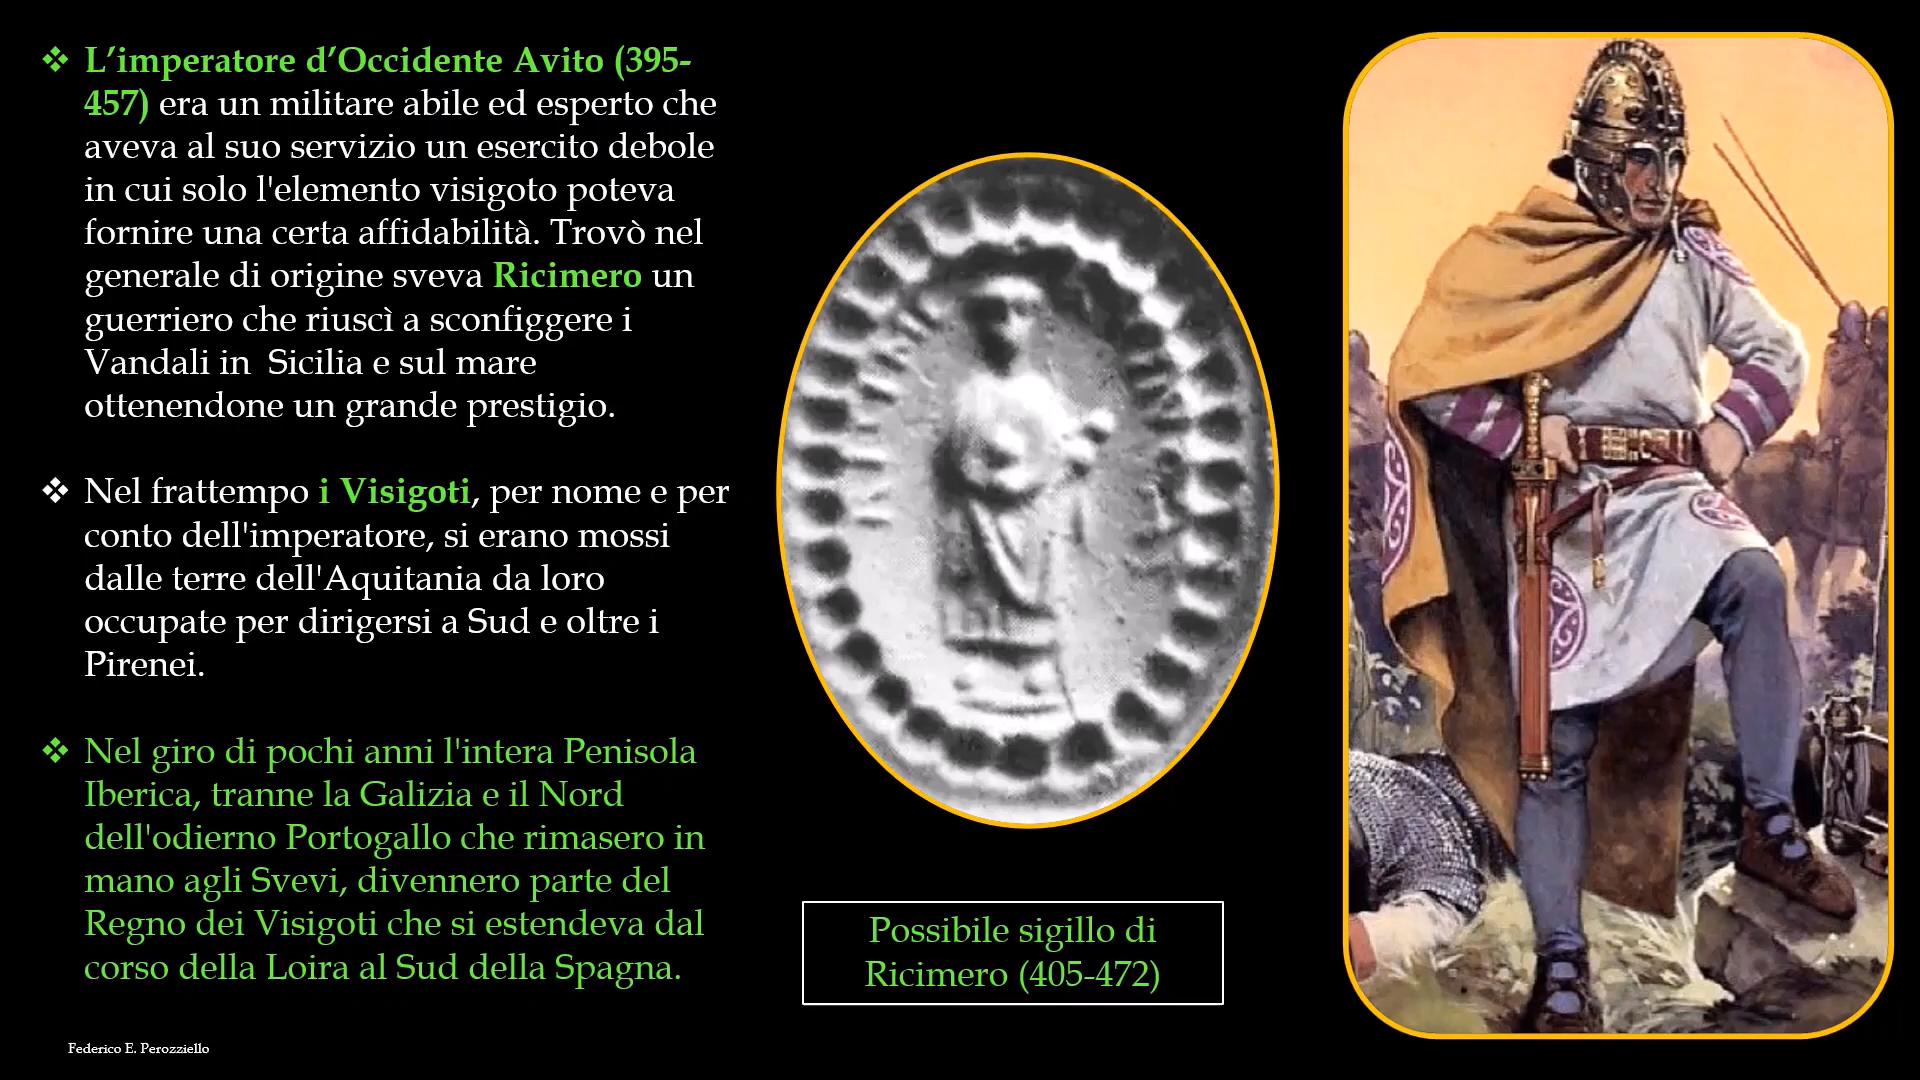 ❖ L’imperatore d’Occidente Avito (395-
457) era un militare abile ed esperto che
aveva al suo servizio un esercito debole
in cui solo l'elemento visigoto poteva
fornire una certa affidabilità. Trovò nel
generale di origine sveva Ricimero un
guerriero che riuscì a sconfiggere i
Vandali in  Sicilia e sul mare
ottenendone un grande prestigio.
❖ Nel frattempo i Visigoti, per nome e per
conto dell'imperatore, si erano mossi
dalle terre dell'Aquitania da loro
occupate per dirigersi a Sud e oltre i
Pirenei.
❖ Nel giro di pochi anni l'intera Penisola
Iberica, tranne la Galizia e il Nord
dell'odierno Portogallo che rimasero in
mano agli Svevi, divennero parte del
Regno dei Visigoti che si estendeva dal
corso della Loira al Sud della Spagna.
Possibile sigillo di
Ricimero (405-472)
Federico E. Perozziello